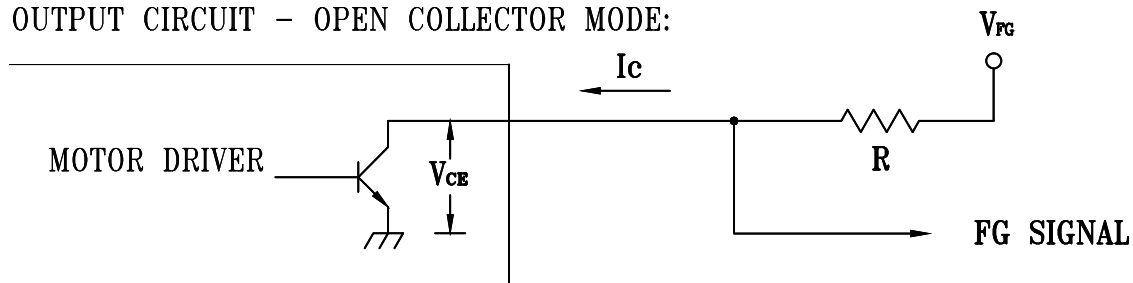 OUTPUT CIRCUIT - OPEN COLLECTOR MODE:
VFG
Ic
MOTOR DRIVER
VCE
R
FG SIGNAL